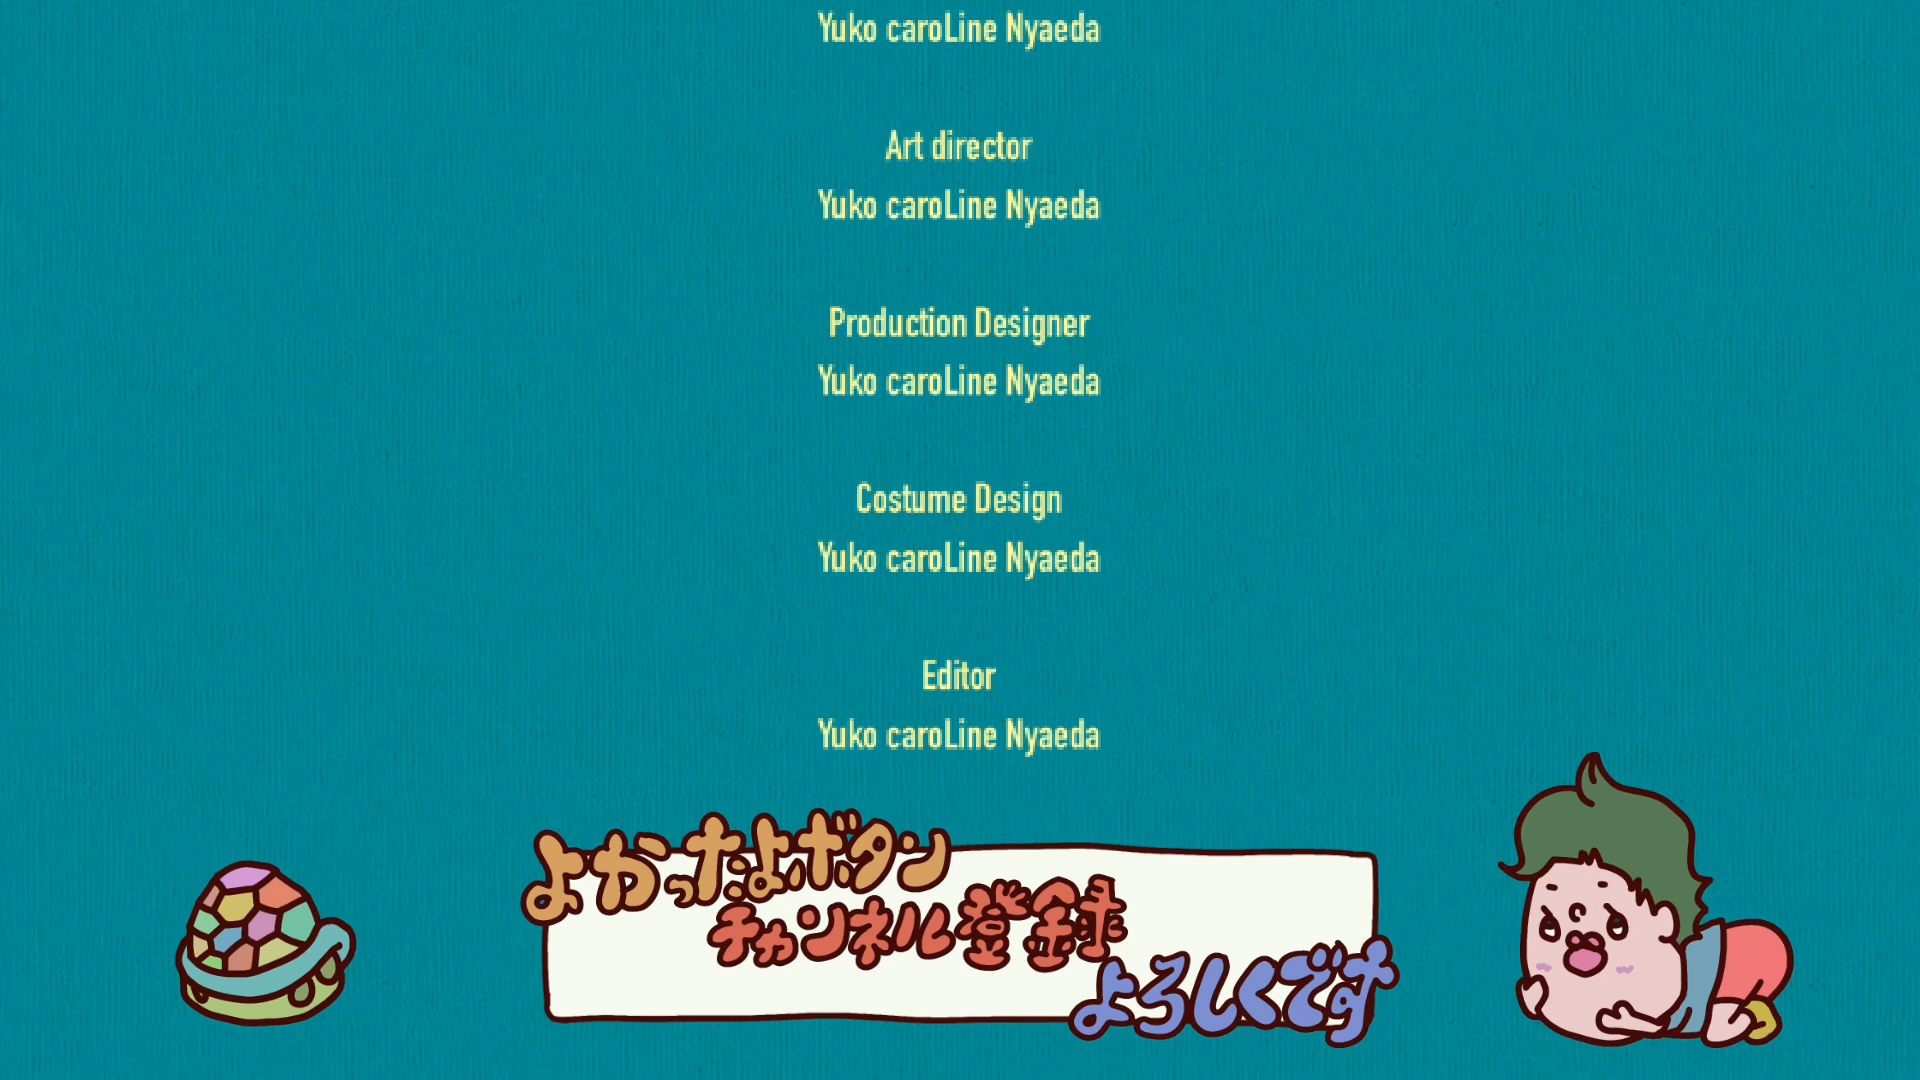 Yuko caroLine Nyaeda
Art director
Yuko caroLine Nyaeda
Production Designer
Yuko caroLine Nyaeda
Costume Design
Yuko caroLine Nyaeda
Editor
Yuko caroLine Nyaeda
よかったよボタン
チャンネル登録
よろしくです